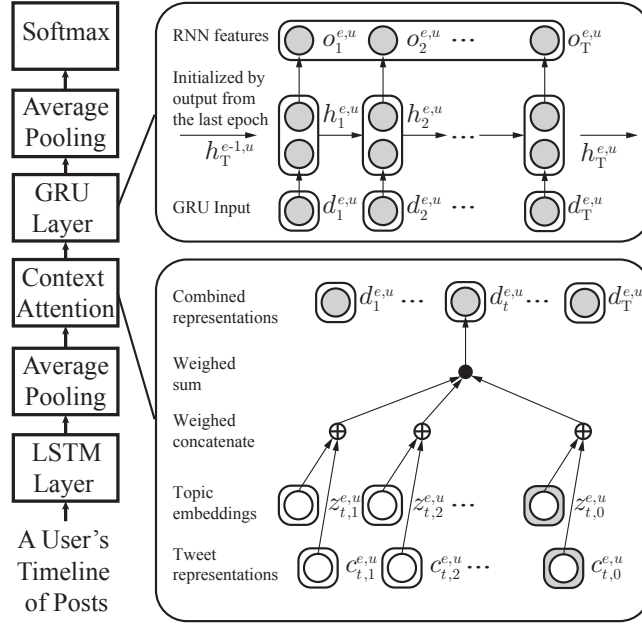 Softmax
Average
Pooling
GRU
Layer
Context
Attention
Average
Pooling
LSTM
Layer
A User's
Timeline
of Posts
RNN features o_1^{e,u} o_2^{e,u} ... o_T^{e,u}
Initialized by
output from
the last epoch
h_T^{e-1,u} h_1^{e,u} h_2^{e,u} ... h_T^{e,u}
GRU Input d_1^{e,u} d_2^{e,u} ... d_T^{e,u}
Combined
representations
d_1^{e,u} ... d_t^{e,u} ... d_T^{e,u}
Weighed
sum
Weighed
concatenate
Topic
embeddings
z_{t,1}^{e,u} z_{t,2}^{e,u} ... z_{t,0}^{e,u}
Tweet
representations
c_{t,1}^{e,u} c_{t,2}^{e,u} ... c_{t,0}^{e,u}